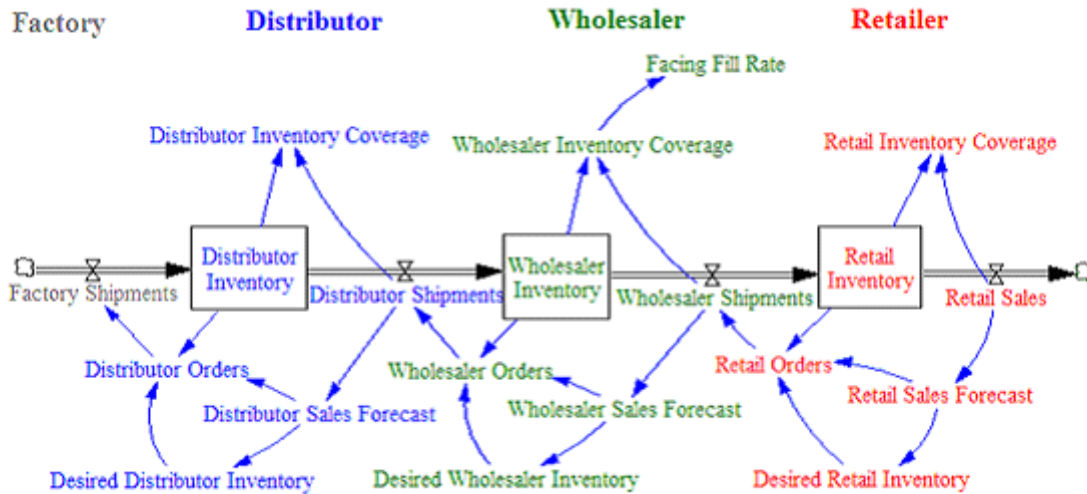 Factory
Distributor
Wholesaler
Retailer
Facing Fill Rate
Distributor Inventory Coverage
Wholesaler Inventory Coverage
Retail Inventory Coverage
Distributor
Inventory
Wholesaler
Inventory
Retail
Inventory
Factory Shipments
Distributor Shipments
Wholesaler Shipments
Retail Sales
Distributor Orders
Wholesaler Orders
Retail Orders
Distributor Sales Forecast
Wholesaler Sales Forecast
Retail Sales Forecast
Desired Distributor Inventory
Desired Wholesaler Inventory
Desired Retail Inventory